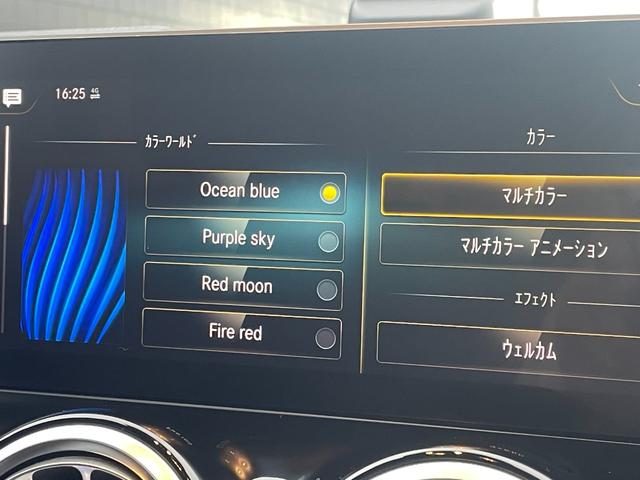 16:25 4G
カラーワールド
Ocean blue
Purple sky
Red moon
Fire red
カラー
マルチカラー
マルチカラー アニメーション
エフェクト
ウェルカム